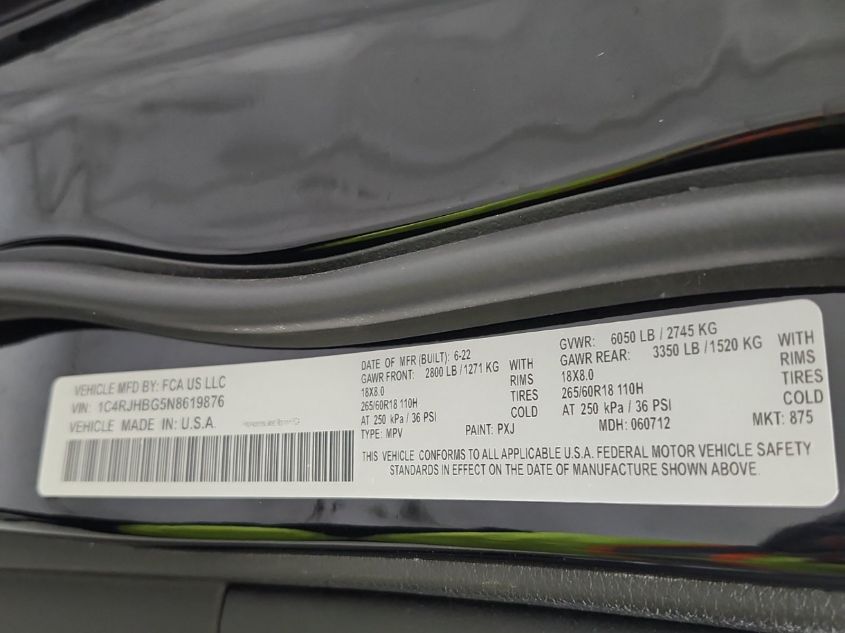 VEHICLE MFD BY: FCA US LLC
VIN: 1C4RJHBG5N8619876
VEHICLE MADE IN: U.S.A.
DATE OF MFR (BUILT): 6-22 GVWR: 6050 LB / 2745 KG
GAWR FRONT: 2800 LB / 1271 KG WITH GAWR REAR: 3350 LB / 1520 KG WITH
18X8.0 RIMS 18X8.0 RIMS
265/60R18 110H TIRES 265/60R18 110H TIRES
AT 250 kPa / 36 PSI COLD AT 250 kPa / 36 PSI COLD
TYPE: MPV PAINT: PXJ MDH: 060712 MKT: 875
THIS VEHICLE CONFORMS TO ALL APPLICABLE U.S.A. FEDERAL MOTOR VEHICLE SAFETY
STANDARDS IN EFFECT ON THE DATE OF MANUFACTURE SHOWN ABOVE.